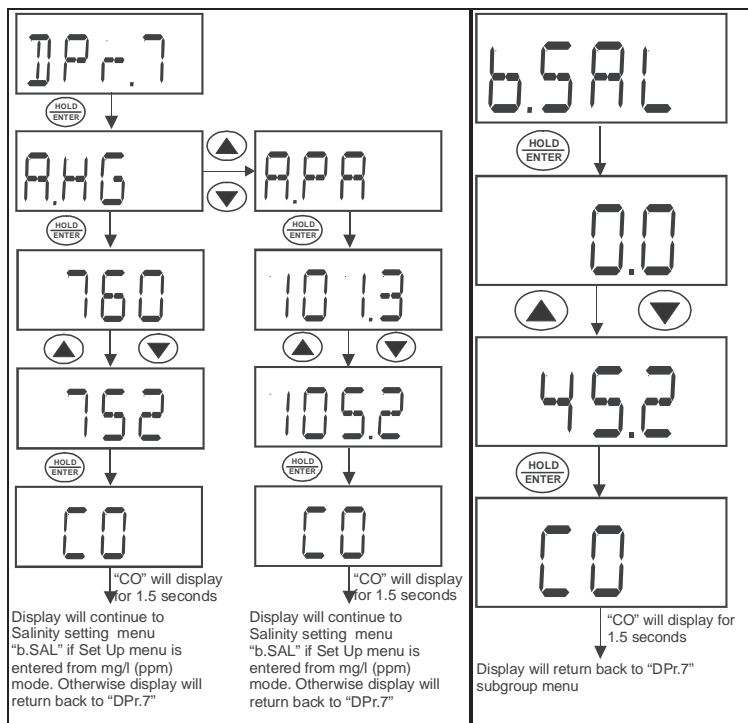 DPr.7
HOLD
ENTER
A.HG
HOLD
ENTER
760
752
HOLD
ENTER
CO
“CO” will display
for 1.5 seconds
Display will continue to
Salinity setting menu
“b.SAL” if Set Up menu is
entered from mg/l (ppm)
mode. Otherwise display will
return back to “DPr.7”
A.PA
HOLD
ENTER
101.3
105.2
HOLD
ENTER
CO
“CO” will display
for 1.5 seconds
Display will continue to
Salinity setting menu
“b.SAL” if Set Up menu is
entered from mg/l (ppm)
mode. Otherwise display will
return back to “DPr.7”
b.SAL
HOLD
ENTER
0.0
45.2
HOLD
ENTER
CO
“CO” will display for
1.5 seconds
Display will return back to “DPr.7”
subgroup menu